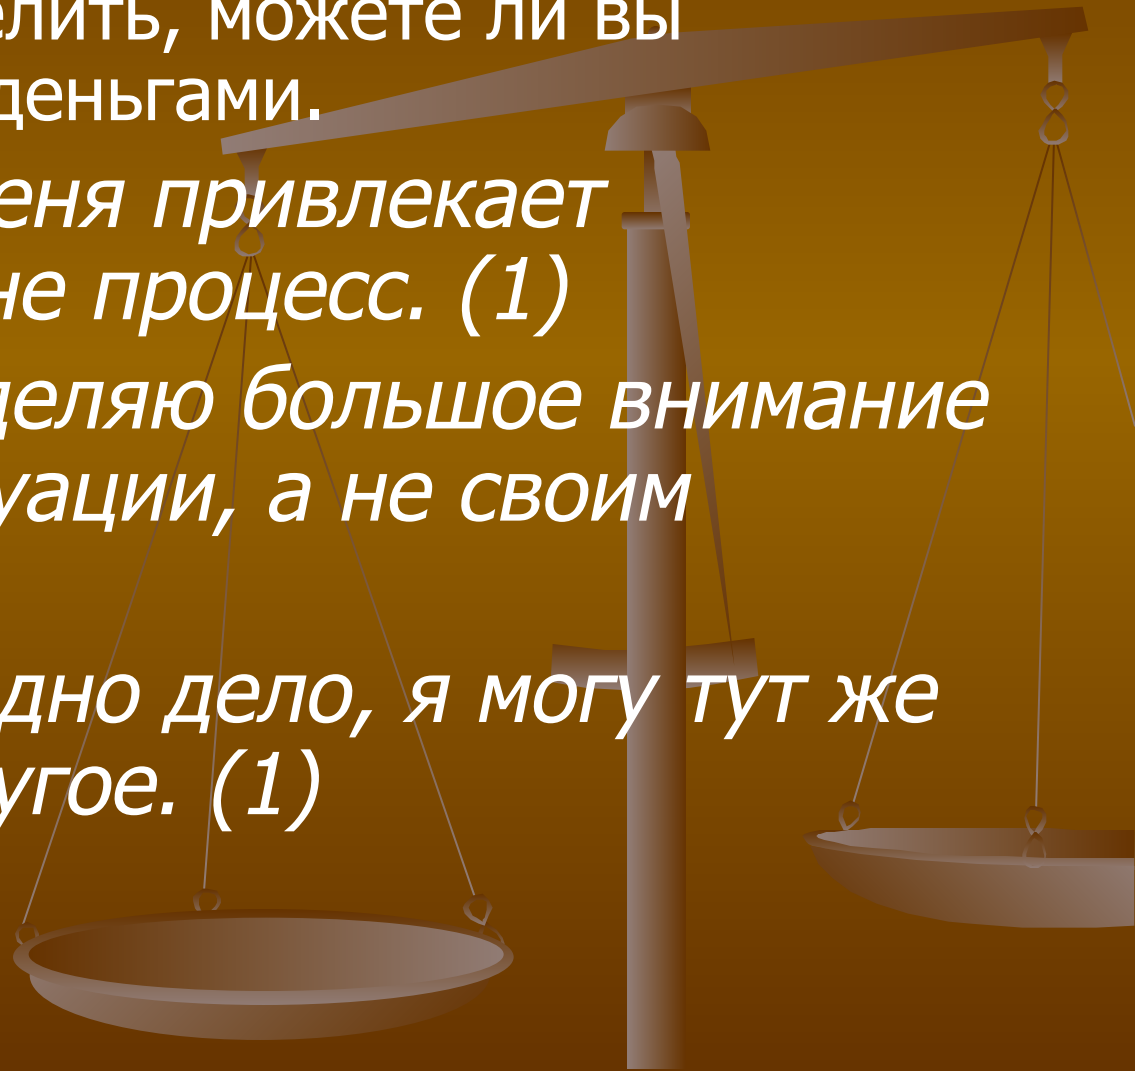 елить, можете ли вы
деньгами.
еня привлекает
не процесс. (1)
деляю большое внимание
уации, а не своим
дно дело, я могу тут же
угое. (1)